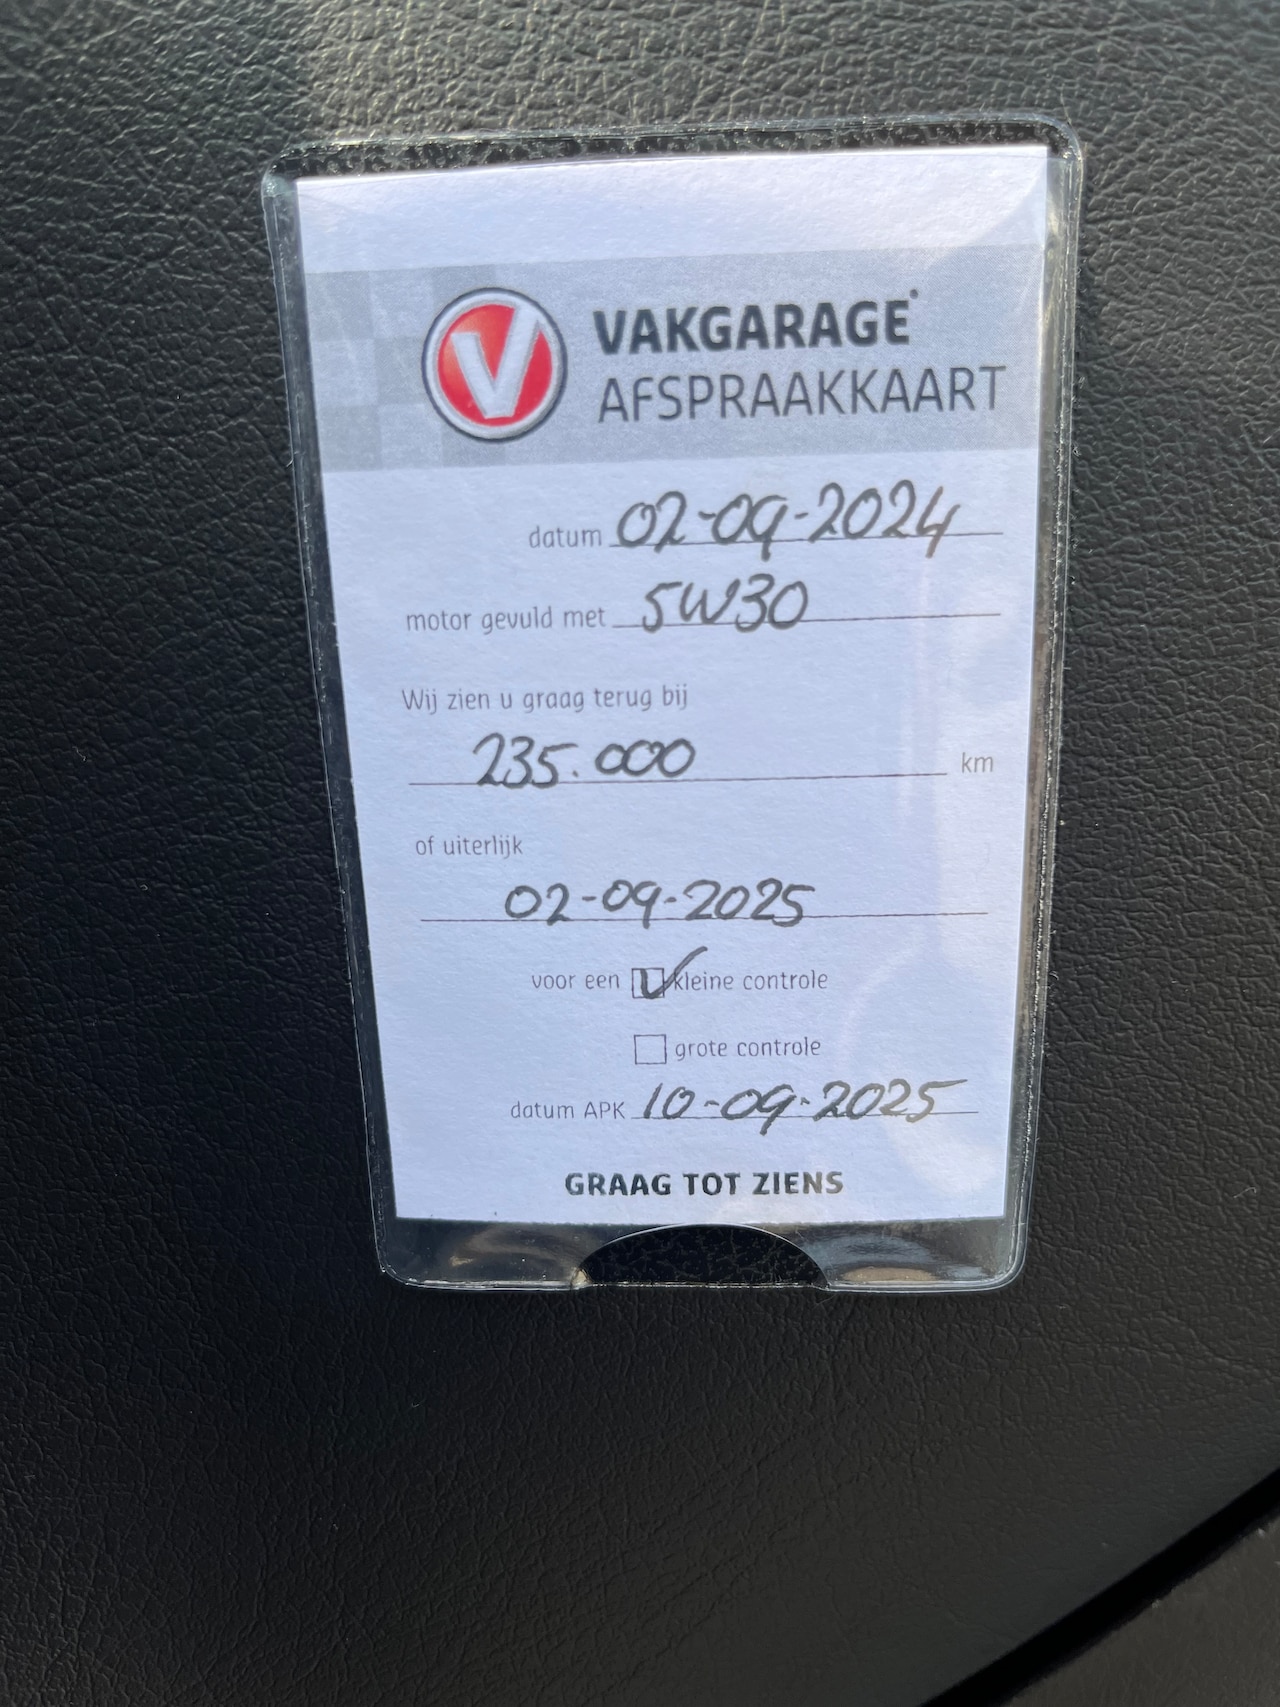 V VAKGARAGE
AFSPRAAKKAART
datum 02-09-2024
motor gevuld met 5W30
Wij zien u graag terug bij
235.000 km
of uiterlijk
02-09-2025
voor een ✓ kleine controle
grote controle
datum APK 10-09-2025
GRAAG TOT ZIENS